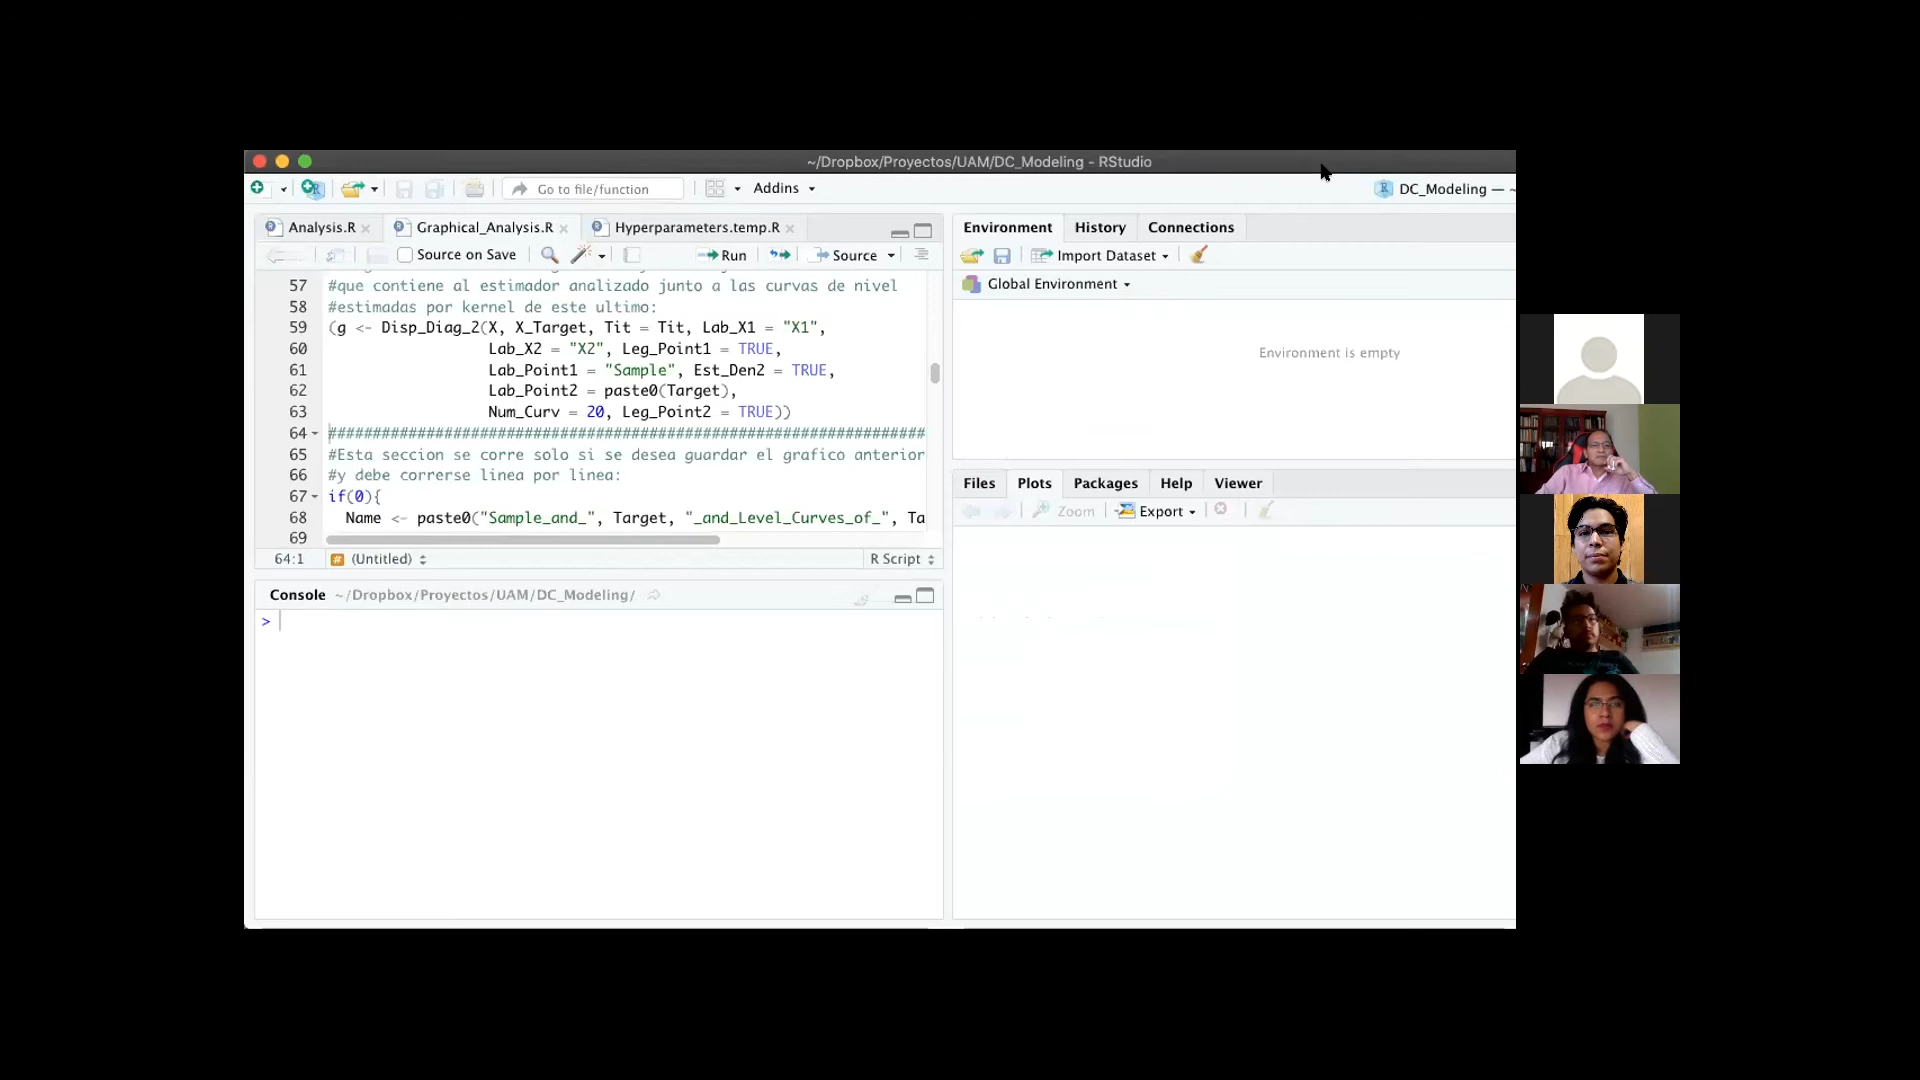 ~/Dropbox/Proyectos/UAM/DC_Modeling - RStudio
Go to file/function
Addins
DC_Modeling — ~
Analysis.R
Graphical_Analysis.R
Hyperparameters.temp.R
Source on Save
Run
Source
57 #que contiene al estimador analizado junto a las curvas de nivel
58 #estimadas por kernel de este ultimo:
59 (g <- Disp_Diag_2(X, X_Target, Tit = Tit, Lab_X1 = "X1",
60 Lab_X2 = "X2", Leg_Point1 = TRUE,
61 Lab_Point1 = "Sample", Est_Den2 = TRUE,
62 Lab_Point2 = paste0(Target),
63 Num_Curv = 20, Leg_Point2 = TRUE))
64 ####################################################################
65 #Esta seccion se corre solo si se desea guardar el grafico anterior
66 #y debe correrse linea por linea:
67 if(0){
68 Name <- paste0("Sample_and_", Target, "_and_Level_Curves_of_", Ta
69
64:1
(Untitled)
R Script
Console ~/Dropbox/Proyectos/UAM/DC_Modeling/
>
Environment
History
Connections
Import Dataset
Global Environment
Environment is empty
Files
Plots
Packages
Help
Viewer
Zoom
Export